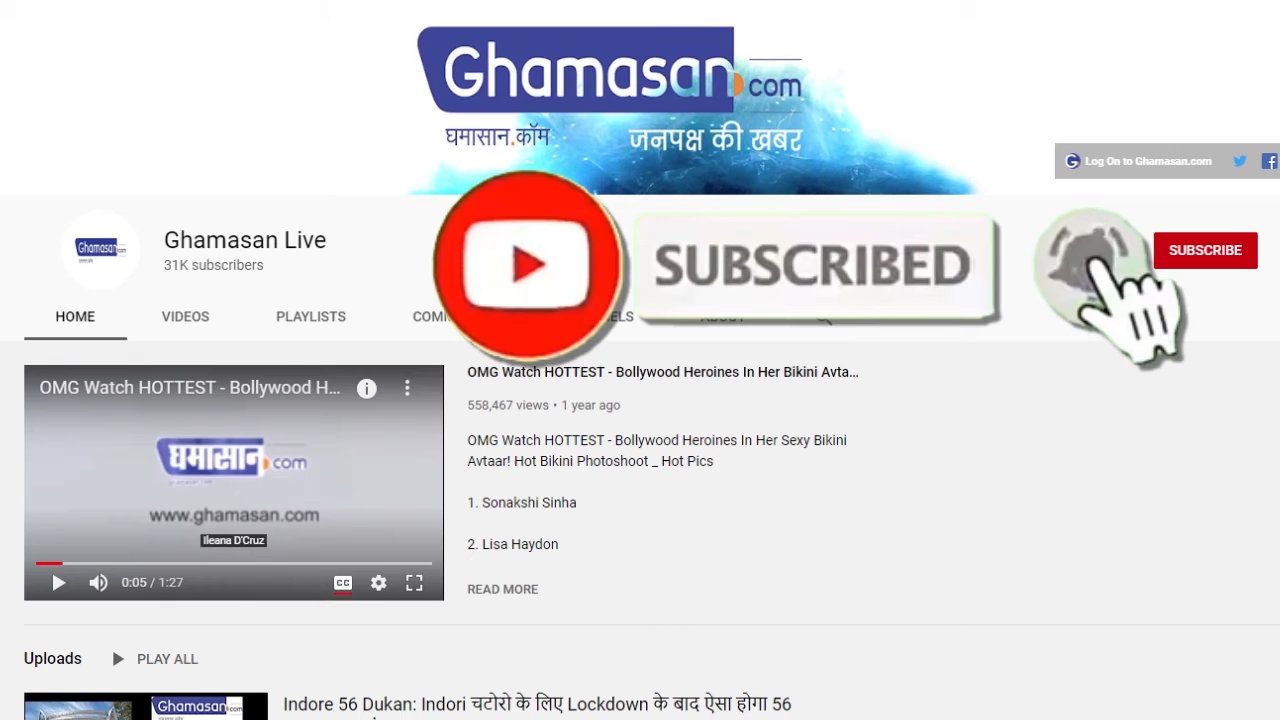 Ghamasan.com
घमासान.कॉम
जनपक्ष की खबर
Log On to Ghamasan.com
Ghamasan
Ghamasan Live
31K subscribers
SUBSCRIBED
SUBSCRIBE
HOME
VIDEOS
PLAYLISTS
OMG Watch HOTTEST - Bollywood H...
घमासान.com
www.ghamasan.com
Ileana D'Cruz
0:05 / 1:27
CC
OMG Watch HOTTEST - Bollywood Heroines In Her Bikini Avta...
558,467 views • 1 year ago
OMG Watch HOTTEST - Bollywood Heroines In Her Sexy Bikini
Avtaar! Hot Bikini Photoshoot _ Hot Pics
1. Sonakshi Sinha
2. Lisa Haydon
READ MORE
Uploads
PLAY ALL
Ghamasan.com
Indore 56 Dukan: Indori चटोरो के लिए Lockdown के बाद ऐसा होगा 56